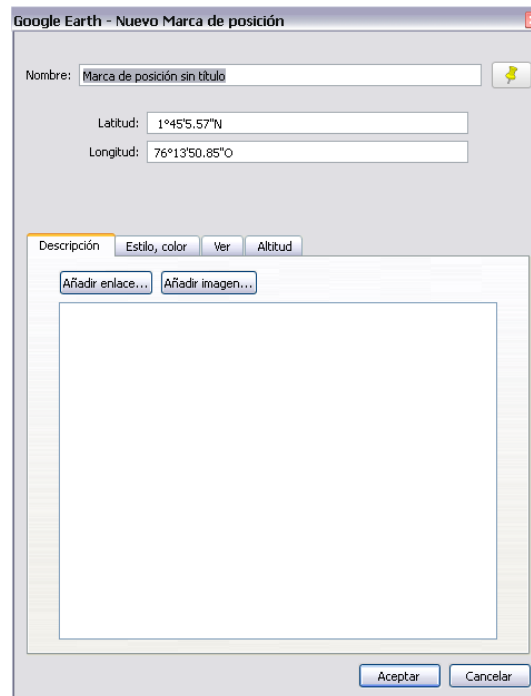 Google Earth - Nuevo Marca de posición
Nombre: Marca de posición sin título
Latitud: 1°45'5.57"N
Longitud: 76°13'50.85"O
Descripción Estilo, color Ver Altitud
Añadir enlace... Añadir imagen...
Aceptar Cancelar